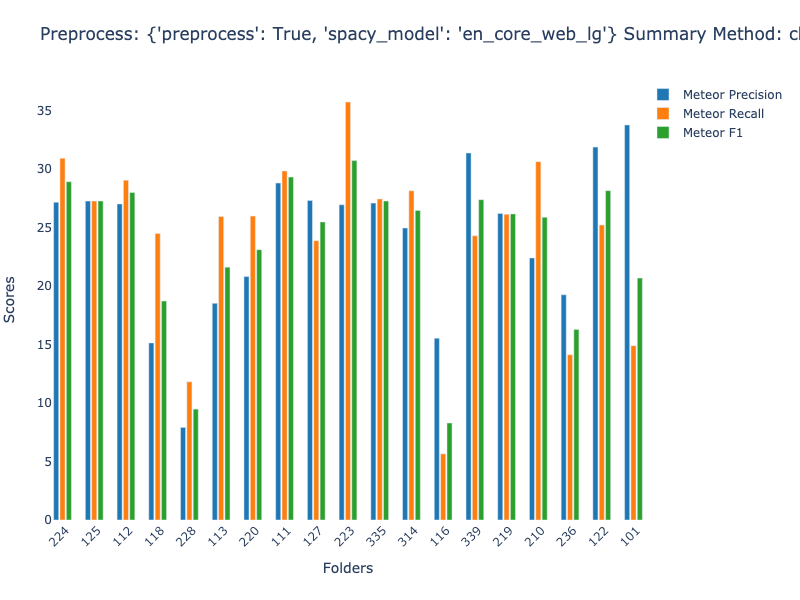 Preprocess: {'preprocess': True, 'spacy_model': 'en_core_web_lg'} Summary Method:
Meteor Precision
Meteor Recall
Meteor F1
Scores
35
30
25
20
15
10
5
0
224 125 112 118 228 113 220 111 127 223 335 314 116 339 219 210 236 122 101
Folders